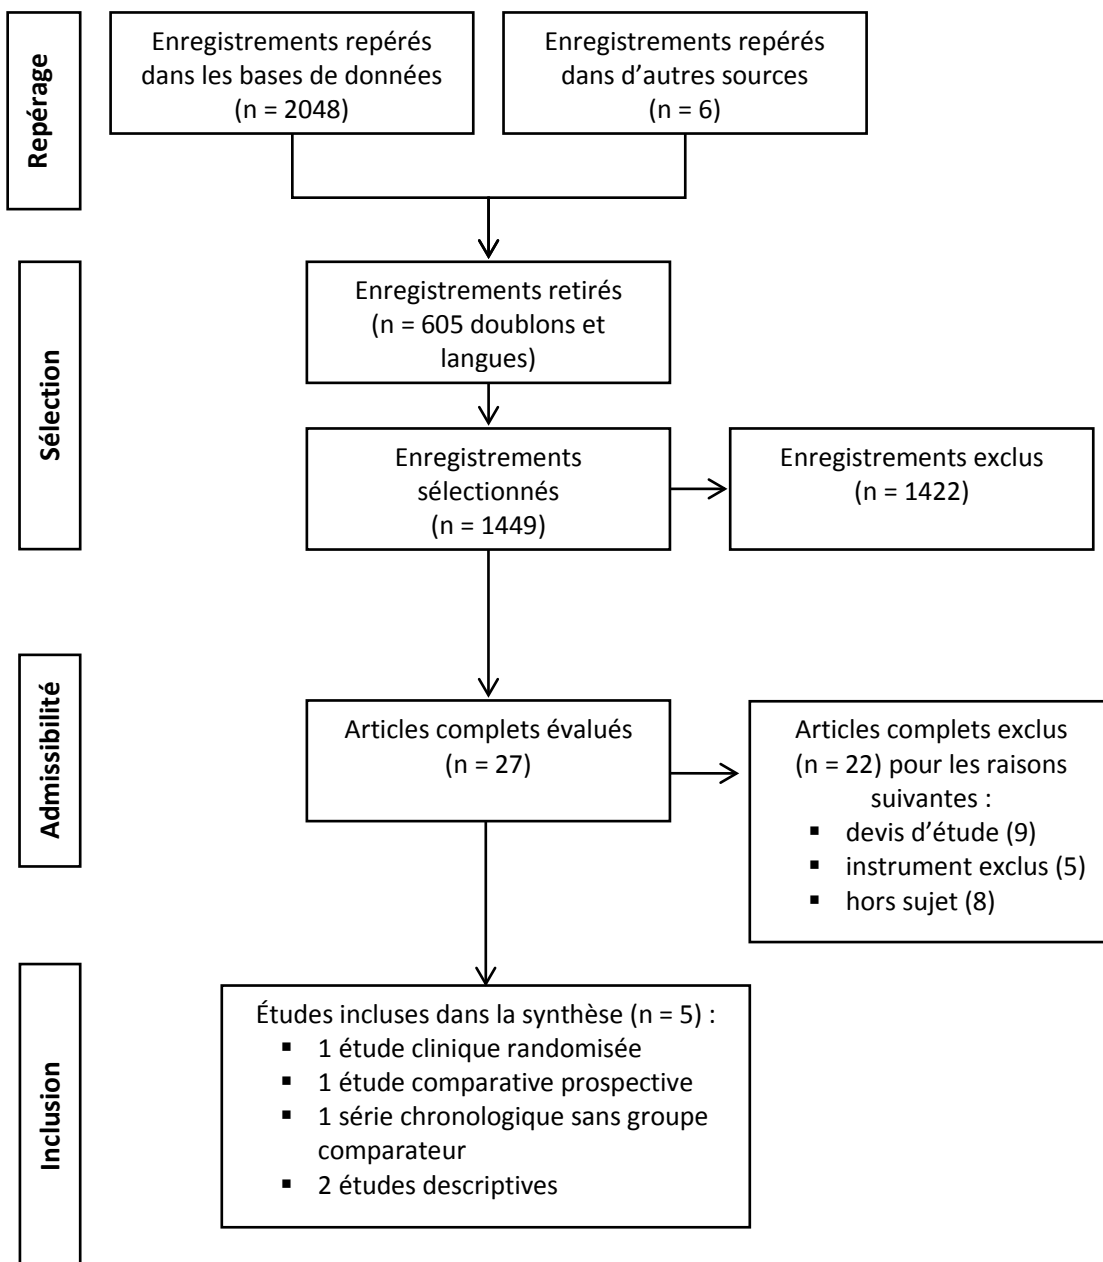 Repérage
Enregistrements repérés
dans les bases de données
(n = 2048)
Enregistrements repérés
dans d’autres sources
(n = 6)
Sélection
Enregistrements retirés
(n = 605 doublons et
langues)
Enregistrements
sélectionnés
(n = 1449)
Enregistrements exclus
(n = 1422)
Admissibilité
Articles complets évalués
(n = 27)
Articles complets exclus
(n = 22) pour les raisons
suivantes :
▪ devis d’étude (9)
▪ instrument exclus (5)
▪ hors sujet (8)
Inclusion
Études incluses dans la synthèse (n = 5) :
▪ 1 étude clinique randomisée
▪ 1 étude comparative prospective
▪ 1 série chronologique sans groupe
comparateur
▪ 2 études descriptives